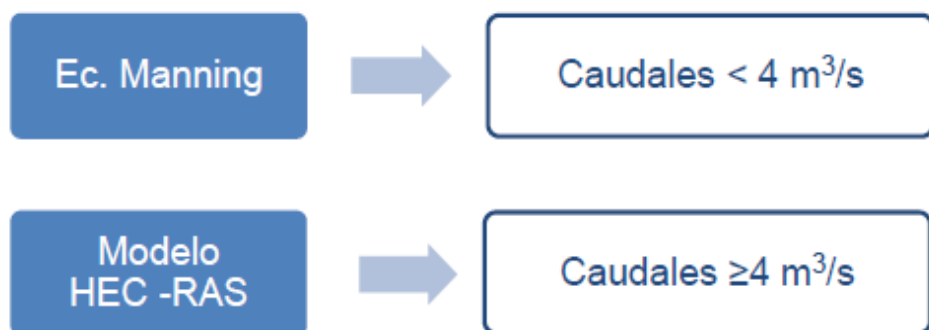 Ec. Manning
Caudales < 4 m³/s
Modelo
HEC -RAS
Caudales ≥4 m³/s